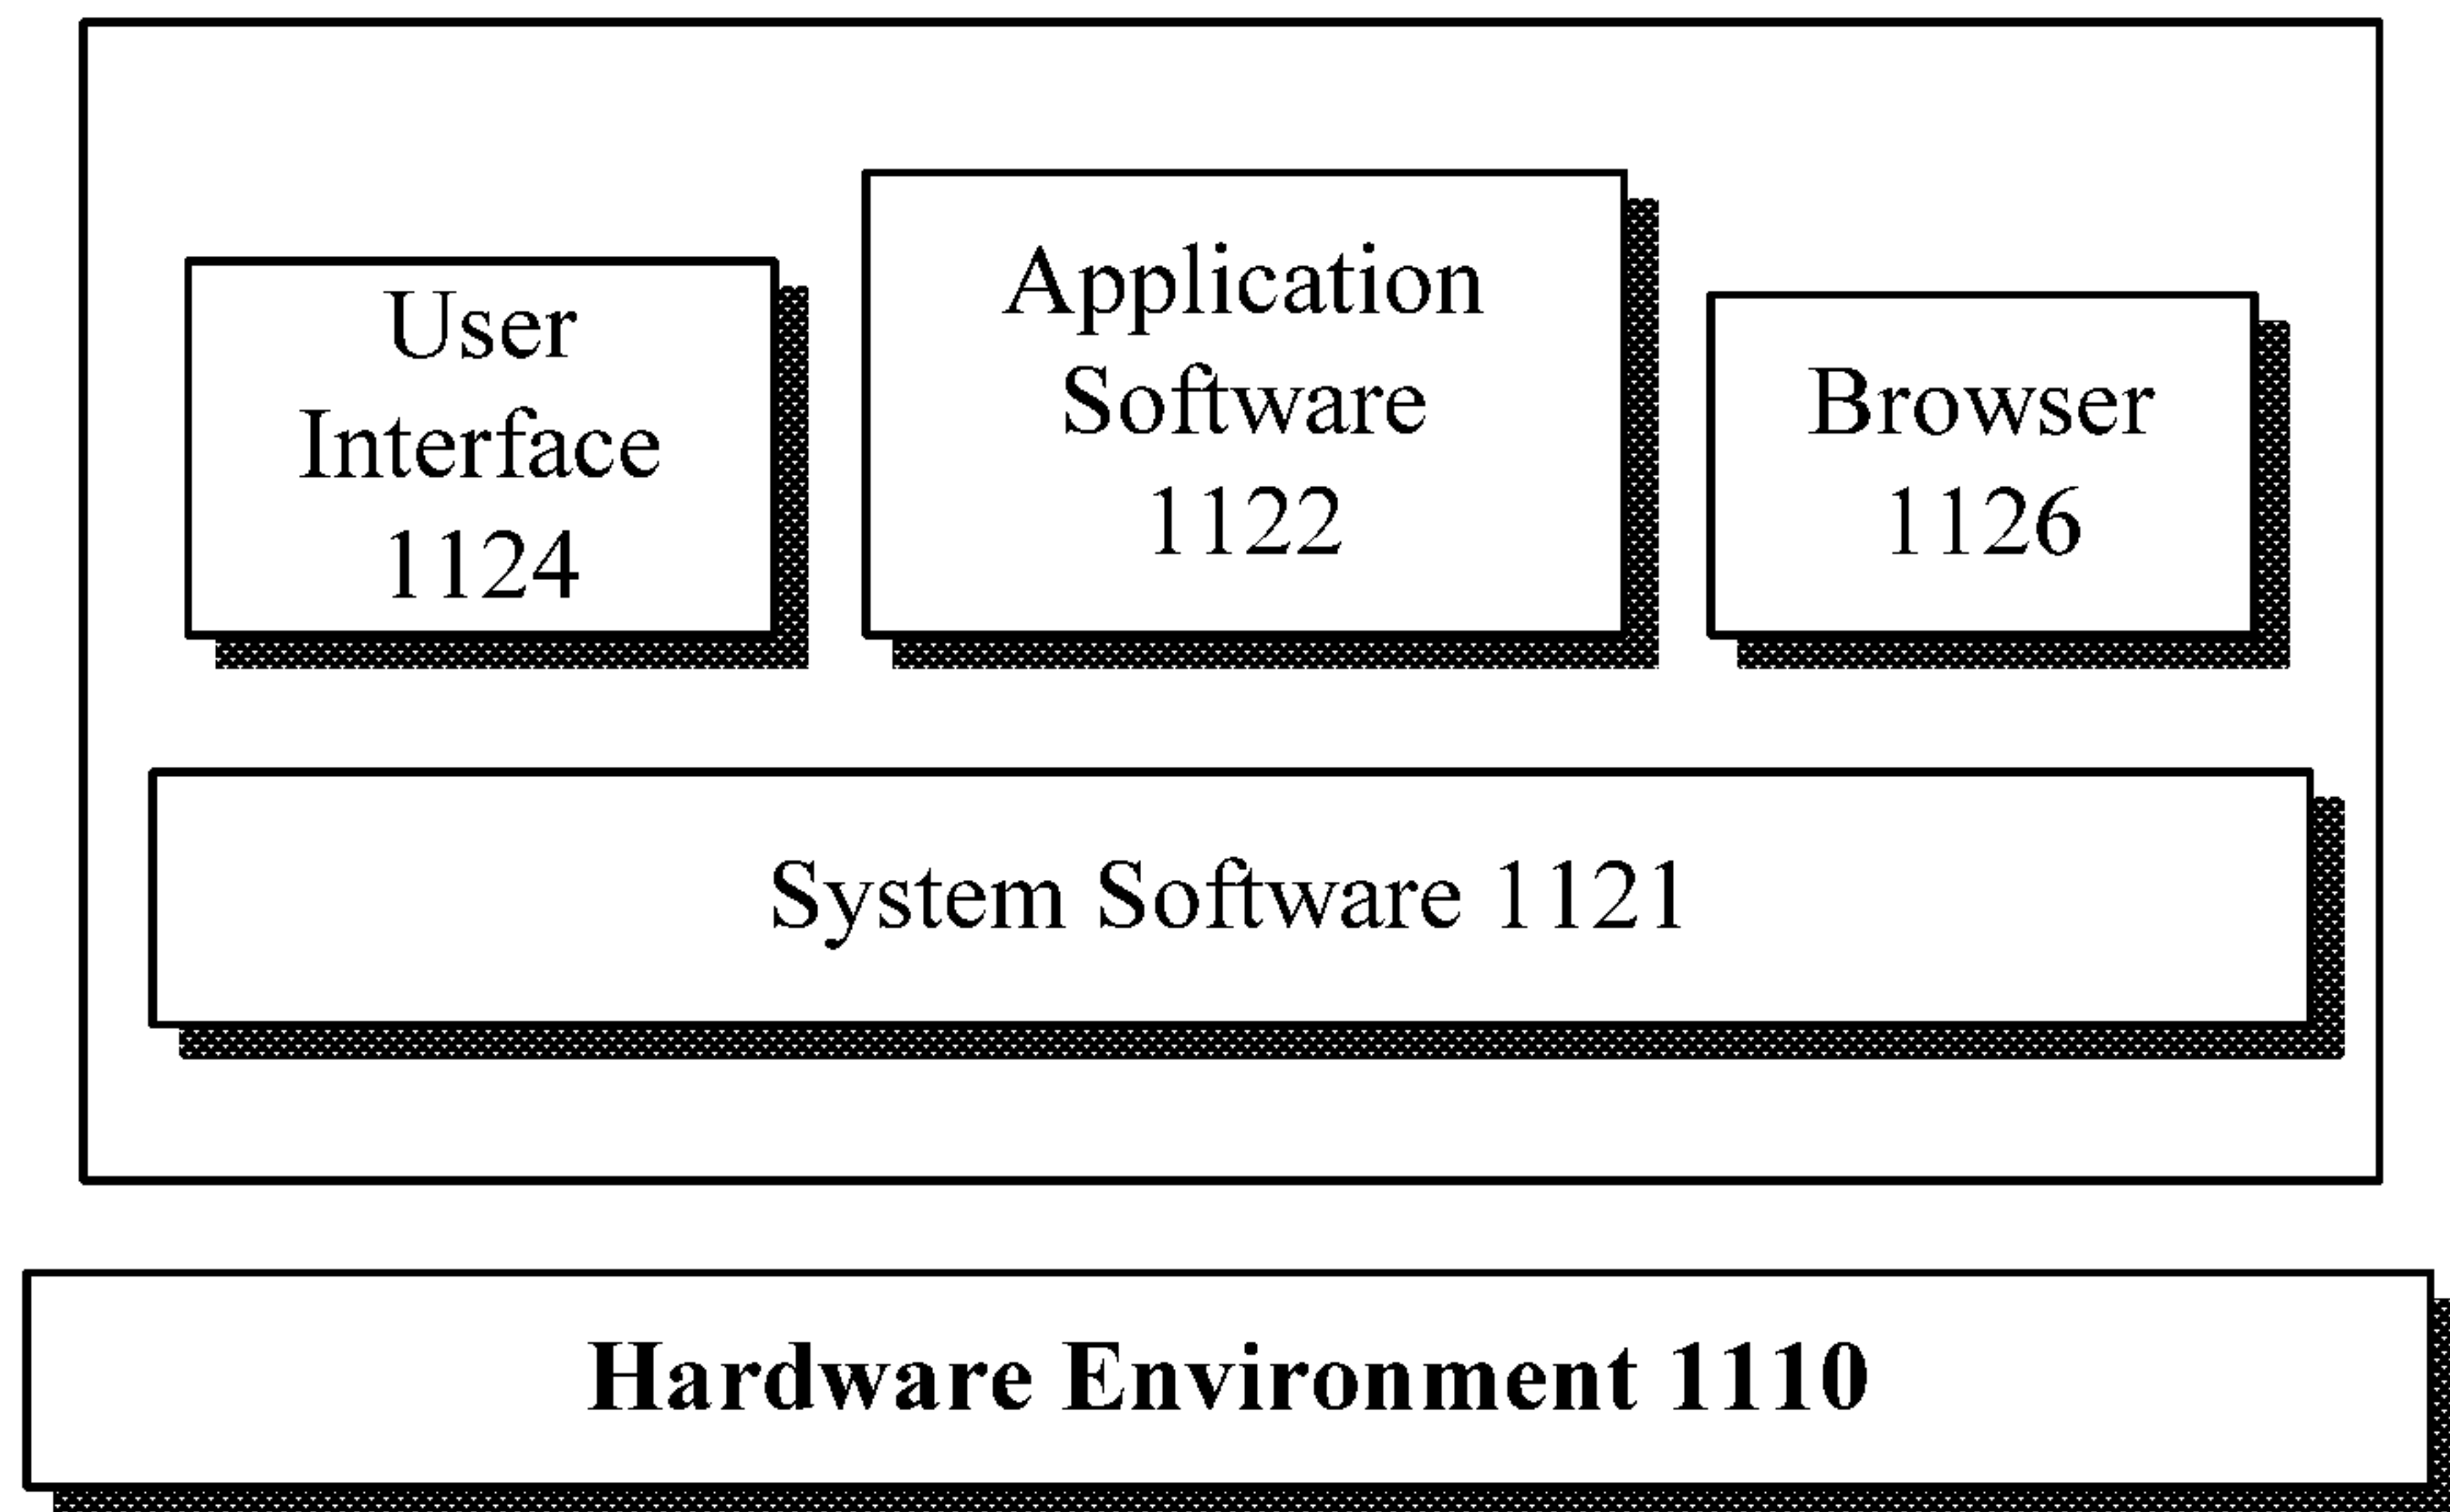 User
Interface
1124
Application
Software
1122
Browser
1126
System Software 1121
Hardware Environment 1110